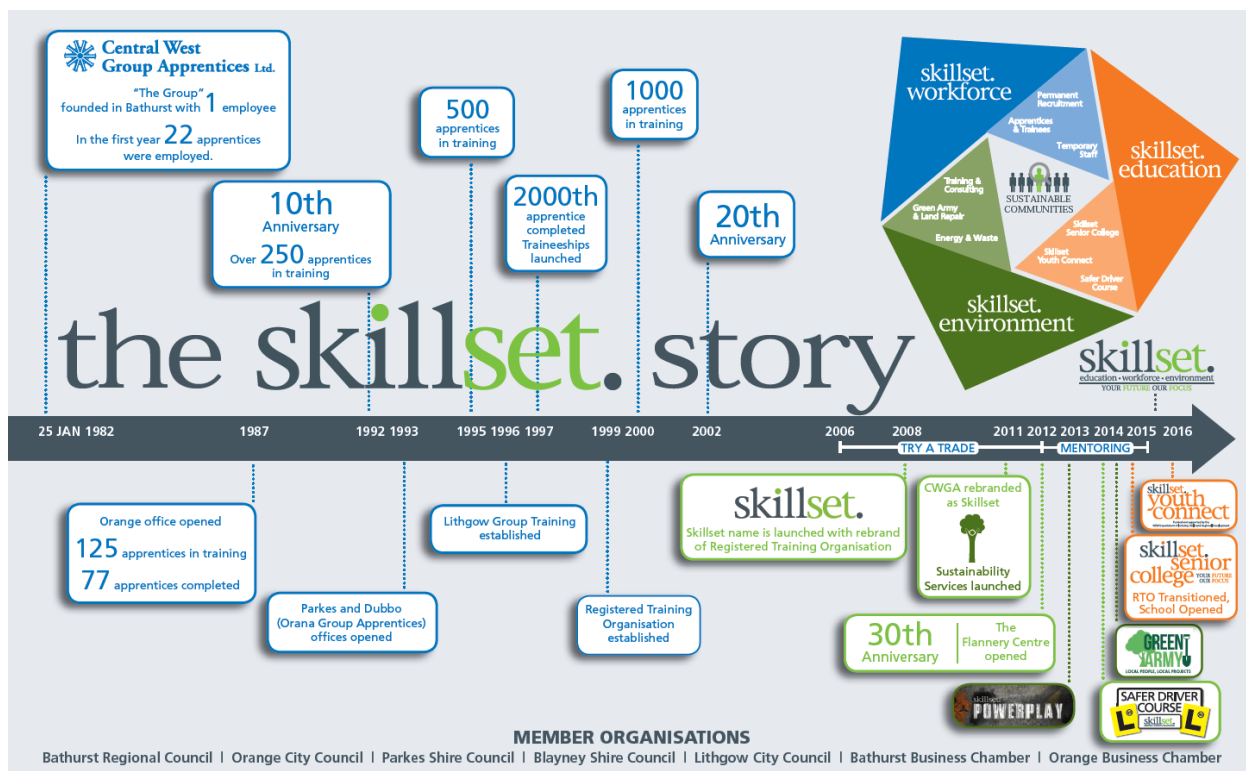 Central West
Group Apprentices Ltd.
"The Group"
founded in Bathurst with 1 employee
In the first year 22 apprentices
were employed.
10th
Anniversary
Over 250 apprentices
in training
500
apprentices
in training
2000th
apprentice
completed
Traineeships
launched
1000
apprentices
in training
20th
Anniversary
skillset.
workforce
Permanent
Recruitment
Apprentices
& Trainees
Temporary
Staff
skillset.
education
Training &
Consulting
Green Army
& Land Repair
Energy & Waste
SUSTAINABLE
COMMUNITIES
Skillset
Senior College
Skillset
Youth Connect
Safer Driver
Course
skillset.
environment
the skillset. story
skillset.
education • workforce • environment
YOUR FUTURE OUR FOCUS
25 JAN 1982 1987 1992 1993 1995 1996 1997 1999 2000 2002 2006 2008 2011 2012 2013 2014 2015 2016
TRY A TRADE MENTORING
Orange office opened
125 apprentices in training
77 apprentices completed
Parkes and Dubbo
(Orana Group Apprentices)
offices opened
Lithgow Group Training
established
Registered Training
Organisation
established
skillset.
Skillset name is launched with rebrand
of Registered Training Organisation
CWGA rebranded
as Skillset
Sustainability
Services launched
30th
Anniversary
The
Flannery Centre
opened
skillset.
POWERPLAY
skillset.
youth
connect
skillset.
senior
college YOUR FUTURE
OUR FOCUS
RTO Transitioned,
School Opened
GREEN
ARMY
LOCAL PEOPLE, LOCAL PROJECTS
SAFER DRIVER
COURSE
L skillset. L
MEMBER ORGANISATIONS
Bathurst Regional Council | Orange City Council | Parkes Shire Council | Blayney Shire Council | Lithgow City Council | Bathurst Business Chamber | Orange Business Chamber